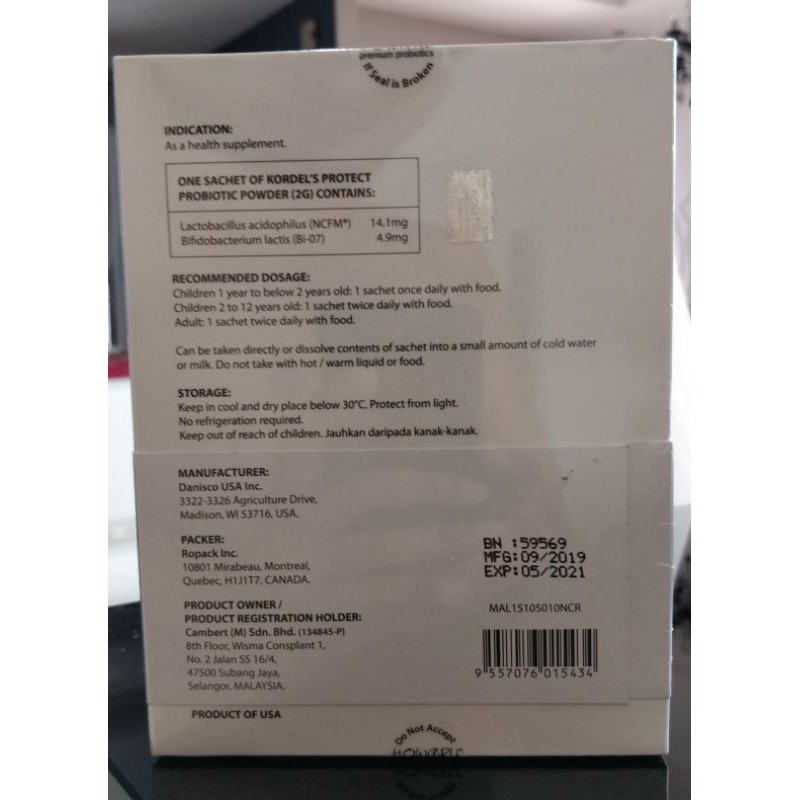 premium probiotics
If Seal is Broken
INDICATION:
As a health supplement.
ONE SACHET OF KORDEL'S PROTECT
PROBIOTIC POWDER (2G) CONTAINS:
Lactobacillus acidophilus (NCFM®) 14.1mg
Bifidobacterium lactis (Bi-07) 4.9mg
RECOMMENDED DOSAGE:
Children 1 year to below 2 years old: 1 sachet once daily with food.
Children 2 to 12 years old: 1 sachet twice daily with food.
Adult: 1 sachet twice daily with food.
Can be taken directly or dissolve contents of sachet into a small amount of cold water
or milk. Do not take with hot / warm liquid or food.
STORAGE:
Keep in cool and dry place below 30°C. Protect from light.
No refrigeration required.
Keep out of reach of children. Jauhkan daripada kanak-kanak.
MANUFACTURER:
Danisco USA Inc.
3322-3326 Agriculture Drive,
Madison, WI 53716, USA.
PACKER:
Ropack Inc.
10801 Mirabeau, Montreal,
Quebec, H1J1T7, CANADA.
PRODUCT OWNER /
PRODUCT REGISTRATION HOLDER:
Cambert (M) Sdn. Bhd. (134845-P)
8th Floor, Wisma Consplant 1,
No. 2 Jalan SS 16/4,
47500 Subang Jaya,
Selangor, MALAYSIA.
BN :59569
MFG:09/2019
EXP:05/2021
MAL15105010NCR
9 557076 015434
PRODUCT OF USA
Do Not Accept